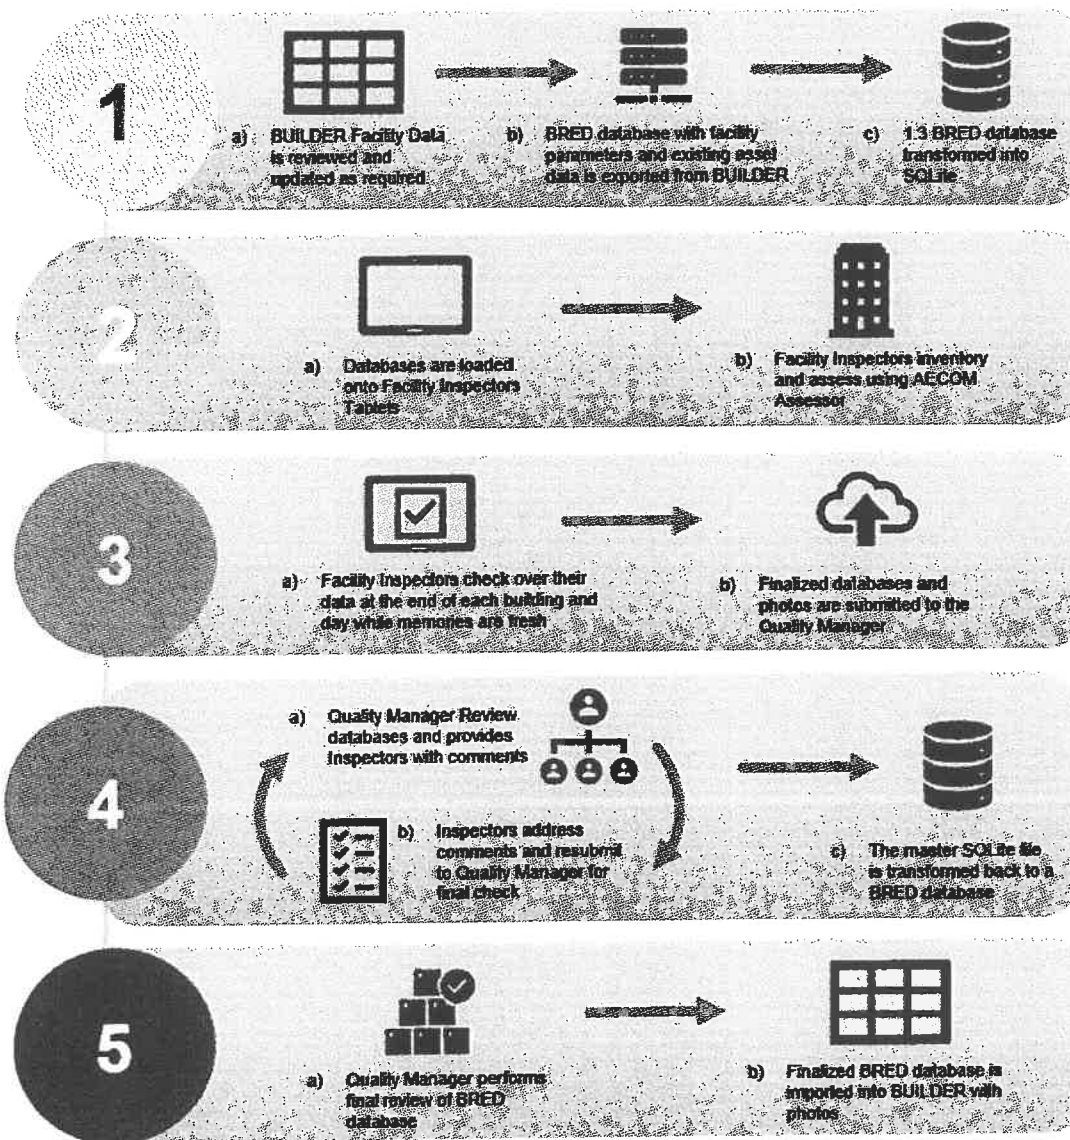 1
a) BUILDER Facility Data
is reviewed and
updated as required
b) BRED database with facility
parameters and existing asset
data is exported from BUILDER
c) 1.3 BRED database
transformed into
SQLite
2
a) Databases are loaded
onto Facility Inspectors
Tablets
b) Facility Inspectors inventory
and assess using AECOM
Assessor
3
a) Facility Inspectors check over their
data at the end of each building and
day while memories are fresh
b) Finalized databases and
photos are submitted to the
Quality Manager
4
a) Quality Manager Review
databases and provides
Inspectors with comments
b) Inspectors address
comments and resubmit
to Quality Manager for
final check
c) The master SQLite file
is transformed back to a
BRED database
5
a) Quality Manager performs
final review of BRED
database
b) Finalized BRED database is
imported into BUILDER with
photos